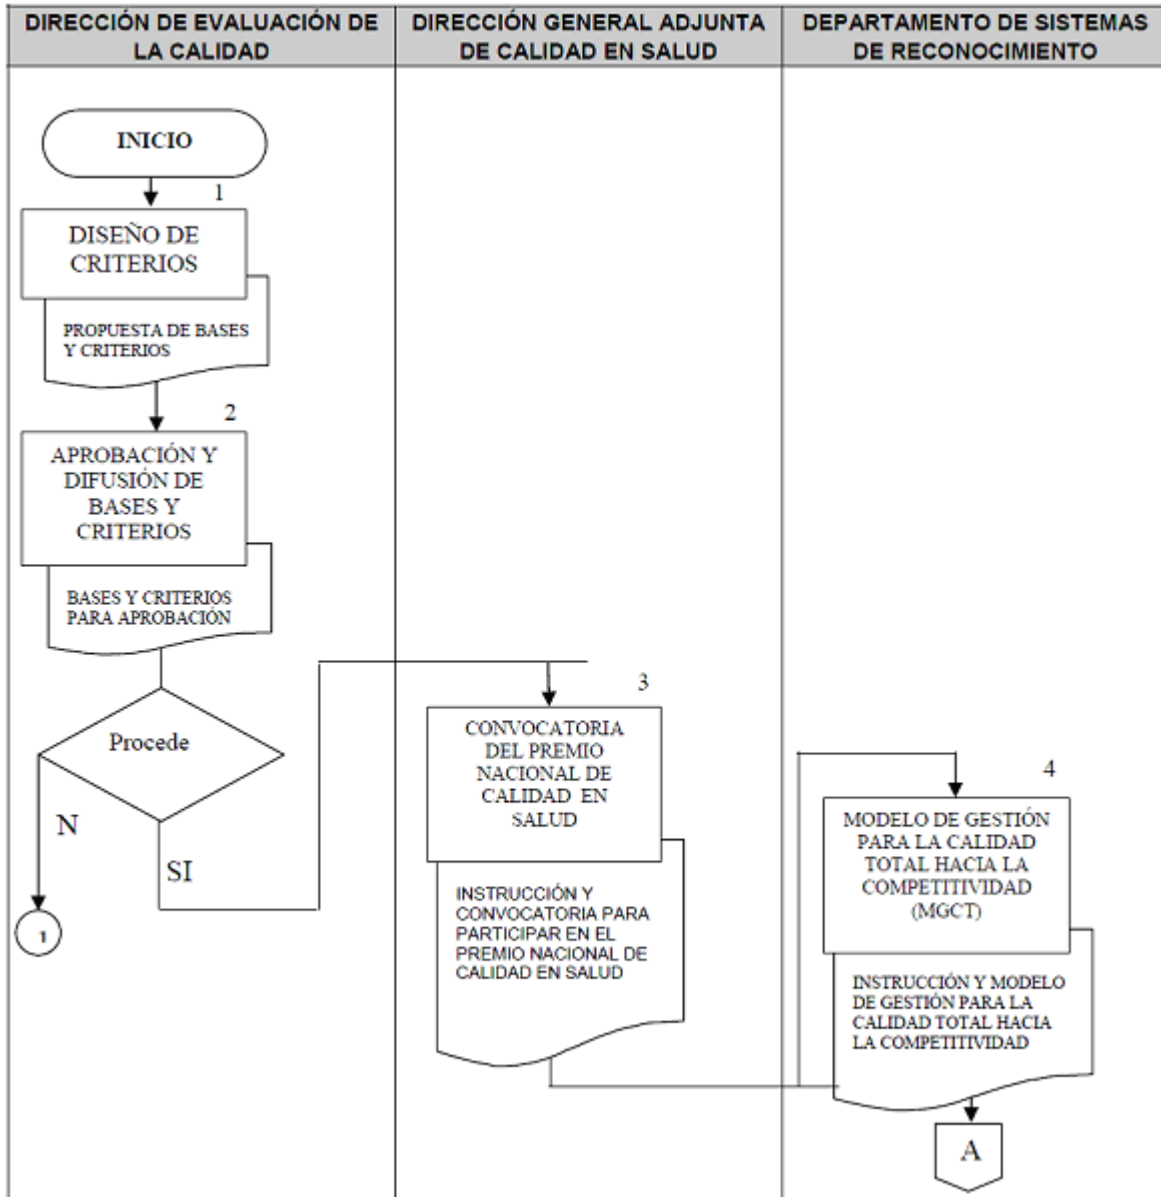 DIRECCIÓN DE EVALUACIÓN DE
LA CALIDAD
DIRECCIÓN GENERAL ADJUNTA
DE CALIDAD EN SALUD
DEPARTAMENTO DE SISTEMAS
DE RECONOCIMIENTO
INICIO
1
DISEÑO DE
CRITERIOS
PROPUESTA DE BASES
Y CRITERIOS
2
APROBACIÓN Y
DIFUSIÓN DE
BASES Y
CRITERIOS
BASES Y CRITERIOS
PARA APROBACIÓN
Procede
N
SI
1
3
CONVOCATORIA
DEL PREMIO
NACIONAL DE
CALIDAD EN
SALUD
INSTRUCCIÓN Y
CONVOCATORIA PARA
PARTICIPAR EN EL
PREMIO NACIONAL DE
CALIDAD EN SALUD
4
MODELO DE GESTIÓN
PARA LA CALIDAD
TOTAL HACIA LA
COMPETITIVIDAD
(MGCT)
INSTRUCCIÓN Y MODELO
DE GESTIÓN PARA LA
CALIDAD TOTAL HACIA
LA COMPETITIVIDAD
A